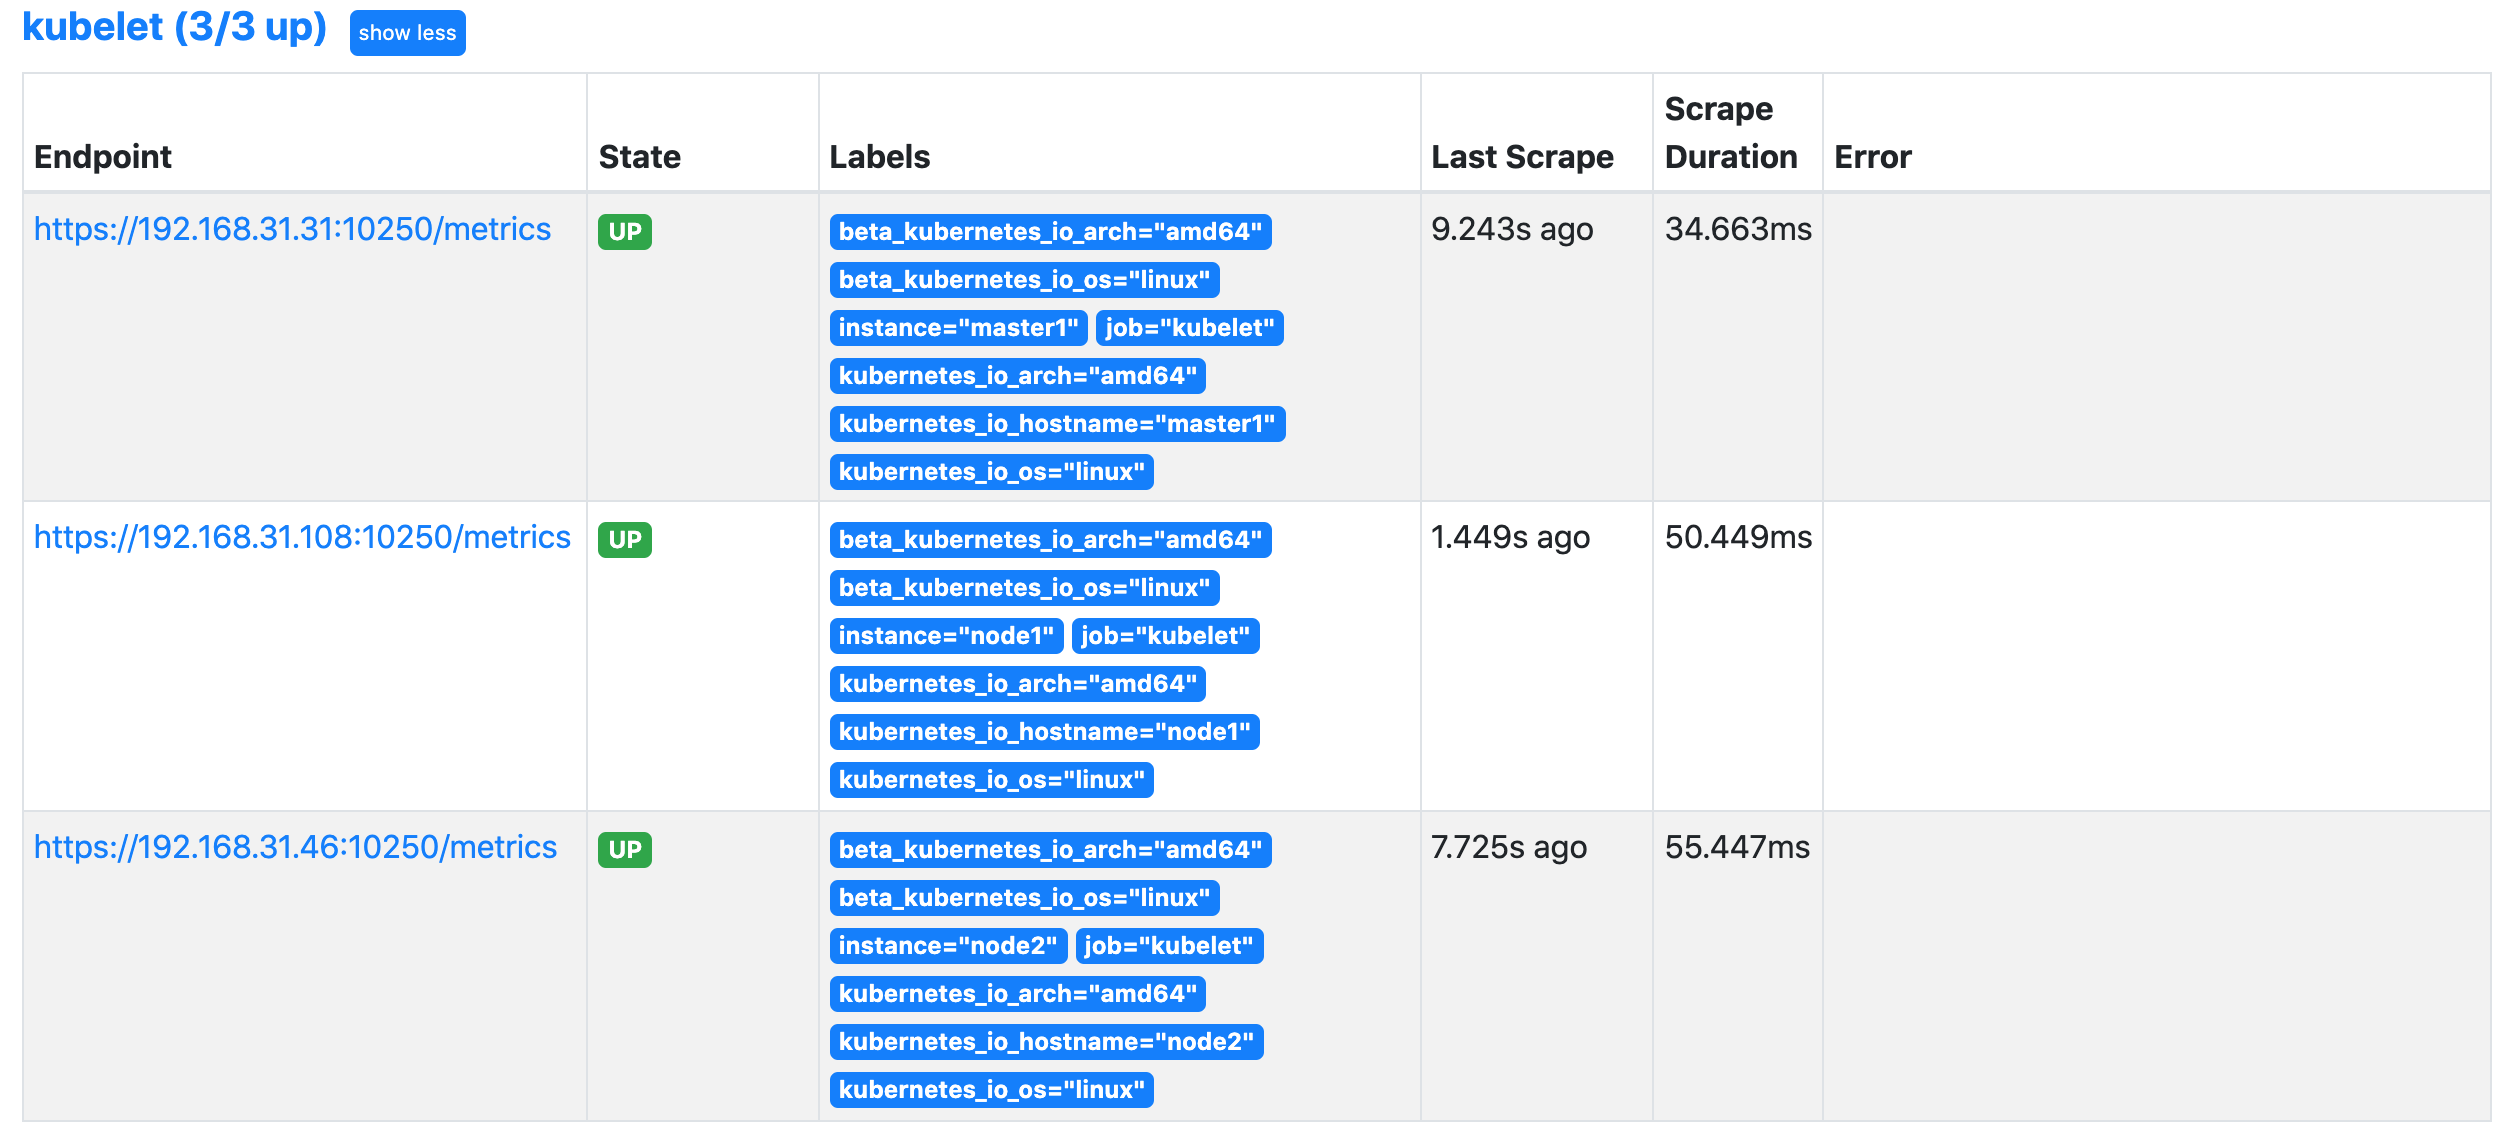 kubelet (3/3 up) show less
Endpoint State Labels Last Scrape Scrape Duration Error
https://192.168.31.31:10250/metrics UP beta_kubernetes_io_arch="amd64" 9.243s ago 34.663ms
beta_kubernetes_io_os="linux"
instance="master1" job="kubelet"
kubernetes_io_arch="amd64"
kubernetes_io_hostname="master1"
kubernetes_io_os="linux"
https://192.168.31.108:10250/metrics UP beta_kubernetes_io_arch="amd64" 1.449s ago 50.449ms
beta_kubernetes_io_os="linux"
instance="node1" job="kubelet"
kubernetes_io_arch="amd64"
kubernetes_io_hostname="node1"
kubernetes_io_os="linux"
https://192.168.31.46:10250/metrics UP beta_kubernetes_io_arch="amd64" 7.725s ago 55.447ms
beta_kubernetes_io_os="linux"
instance="node2" job="kubelet"
kubernetes_io_arch="amd64"
kubernetes_io_hostname="node2"
kubernetes_io_os="linux"